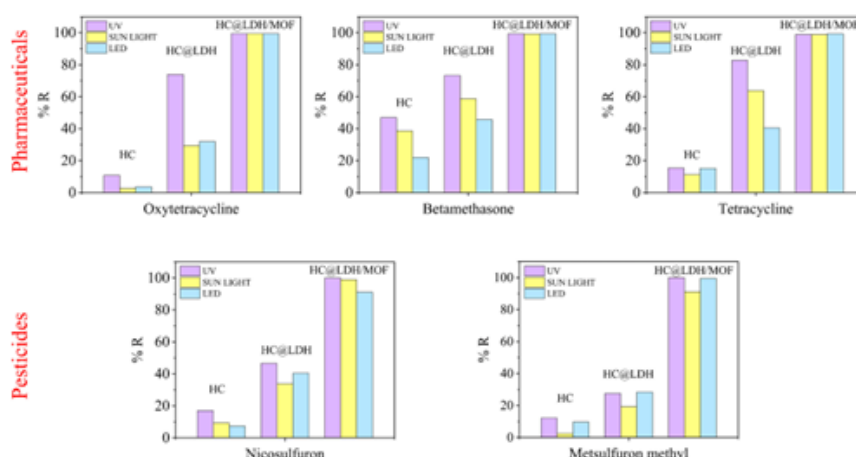 Pharmaceuticals
% R
100
80
60
40
20
0
UV
SUN LIGHT
LED
HC
HC@LDH
HC@LDH/MOF
Oxytetracycline
% R
100
80
60
40
20
0
UV
SUN LIGHT
LED
HC
HC@LDH
HC@LDH/MOF
Betamethasone
% R
100
80
60
40
20
0
UV
SUN LIGHT
LED
HC
HC@LDH
HC@LDH/MOF
Tetracycline
Pesticides
% R
100
80
60
40
20
0
UV
SUN LIGHT
LED
HC
HC@LDH
HC@LDH/MOF
Nicosulfuron
% R
100
80
60
40
20
0
UV
SUN LIGHT
LED
HC
HC@LDH
HC@LDH/MOF
Metsulfuron methyl